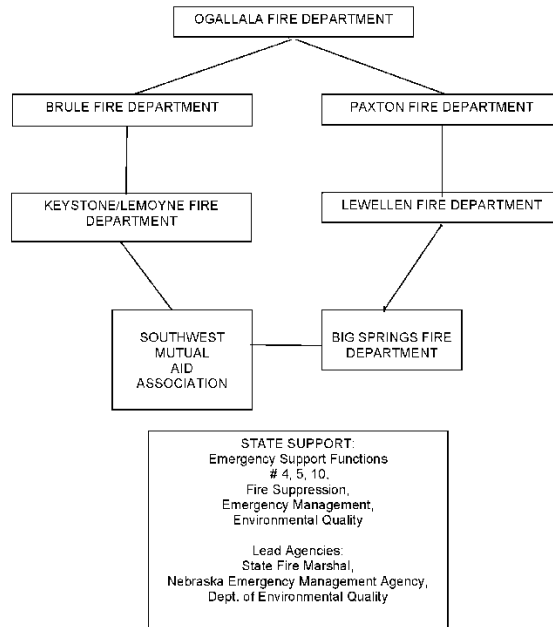 OGALLALA FIRE DEPARTMENT
BRULE FIRE DEPARTMENT
PAXTON FIRE DEPARTMENT
KEYSTONE/LEMOYNE FIRE
DEPARTMENT
LEWELLEN FIRE DEPARTMENT
SOUTHWEST
MUTUAL
AID
ASSOCIATION
BIG SPRINGS FIRE
DEPARTMENT
STATE SUPPORT:
Emergency Support Functions
# 4, 5, 10,
Fire Suppression,
Emergency Management,
Environmental Quality
Lead Agencies:
State Fire Marshal,
Nebraska Emergency Management Agency,
Dept. of Environmental Quality